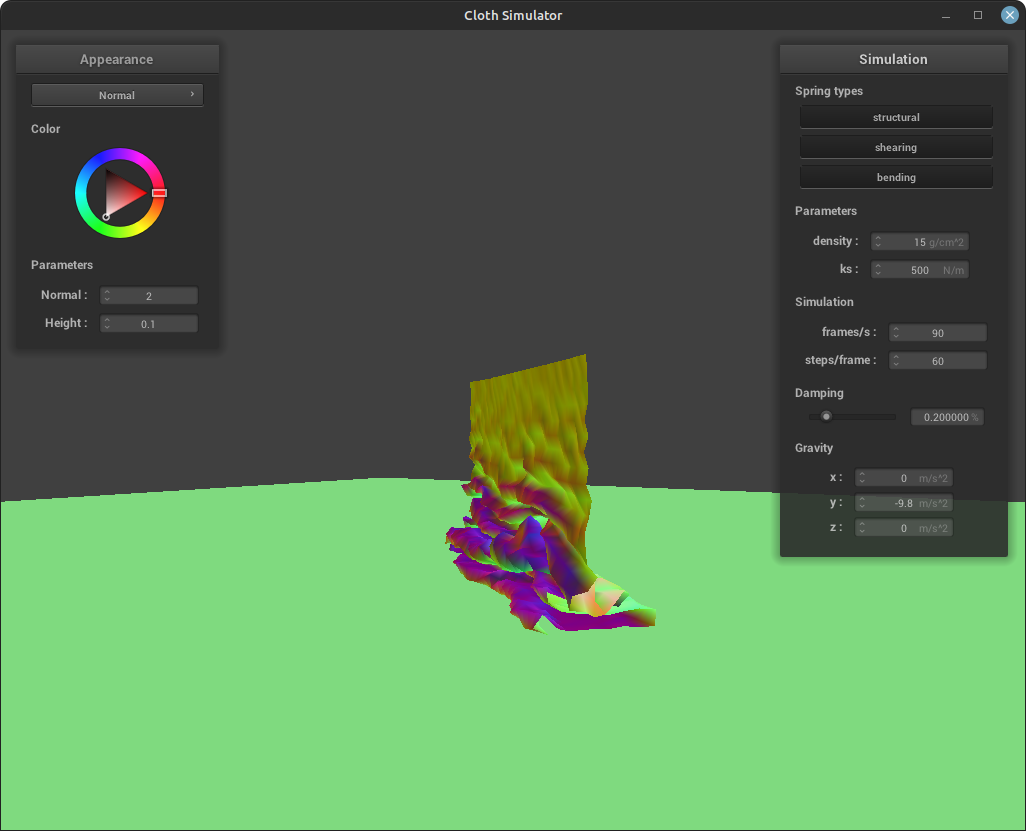 Cloth Simulator
Appearance
Normal
Color
Parameters
Normal : 2
Height : 0.1
Simulation
Spring types
structural
shearing
bending
Parameters
density : 15 g/cm^2
ks : 500 N/m
Simulation
frames/s : 90
steps/frame : 60
Damping
0.200000 %
Gravity
x : 0 m/s^2
y : -9.8 m/s^2
z : 0 m/s^2